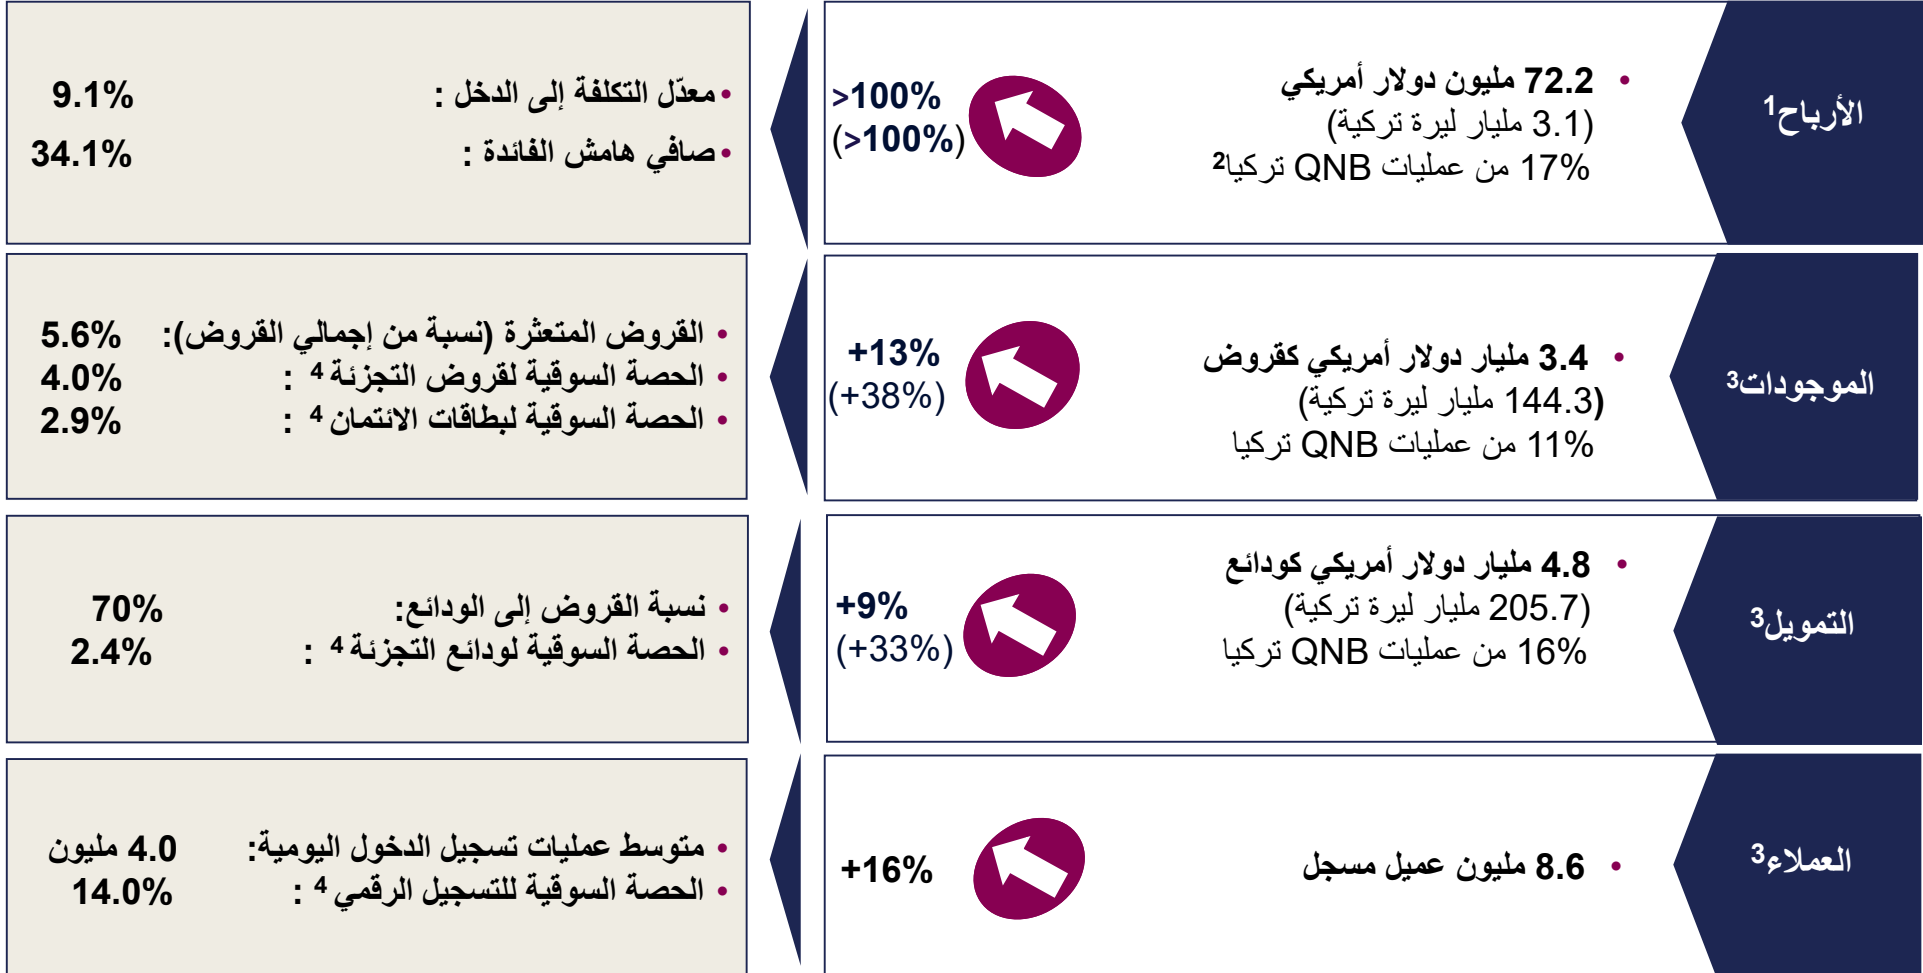 الأرباح1
• 72.2 مليون دولار أمريكي
(3.1 مليار ليرة تركية)
17% من عمليات QNB تركيا2
>100%
(>100%)
• معدّل التكلفة إلى الدخل : 9.1%
• صافي هامش الفائدة : 34.1%
الموجودات3
• 3.4 مليار دولار أمريكي كقروض
(144.3 مليار ليرة تركية)
11% من عمليات QNB تركيا
+13%
(+38%)
• القروض المتعثرة (نسبة من إجمالي القروض): 5.6%
• الحصة السوقية لقروض التجزئة 4 : 4.0%
• الحصة السوقية لبطاقات الائتمان 4 : 2.9%
التمويل3
• 4.8 مليار دولار أمريكي كودائع
(205.7 مليار ليرة تركية)
16% من عمليات QNB تركيا
+9%
(+33%)
• نسبة القروض إلى الودائع: 70%
• الحصة السوقية لودائع التجزئة 4 : 2.4%
العملاء3
• 8.6 مليون عميل مسجل
+16%
• متوسط عمليات تسجيل الدخول اليومية: 4.0 مليون
• الحصة السوقية للتسجيل الرقمي 4 : 14.0%